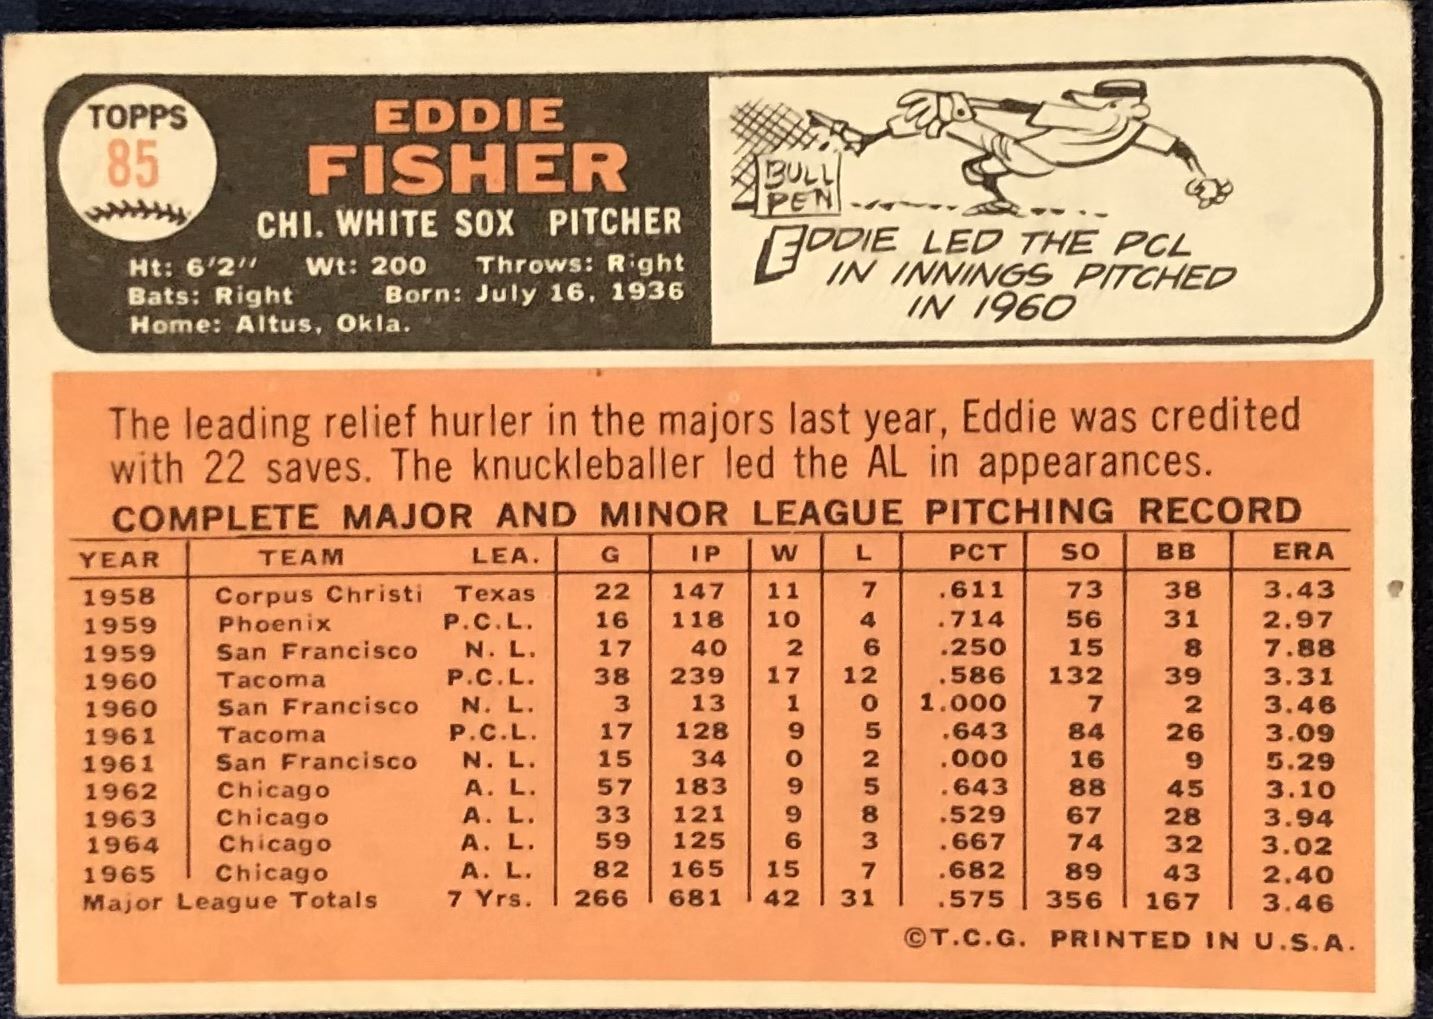 TOPPS
85
EDDIE
FISHER
CHI. WHITE SOX PITCHER
Ht: 6'2" Wt: 200 Throws: Right
Bats: Right Born: July 16, 1936
Home: Altus, Okla.
BULL
PEN
EDDIE LED THE PCL
IN INNINGS PITCHED
IN 1960
The leading relief hurler in the majors last year, Eddie was credited
with 22 saves. The knuckleballer led the AL in appearances.
COMPLETE MAJOR AND MINOR LEAGUE PITCHING RECORD
YEAR TEAM LEA. G IP W L PCT SO BB ERA
1958 Corpus Christi Texas 22 147 11 7 .611 73 38 3.43
1959 Phoenix P.C.L. 16 118 10 4 .714 56 31 2.97
1959 San Francisco N. L. 17 40 2 6 .250 15 8 7.88
1960 Tacoma P.C.L. 38 239 17 12 .586 132 39 3.31
1960 San Francisco N. L. 3 13 1 0 1.000 7 2 3.46
1961 Tacoma P.C.L. 17 128 9 5 .643 84 26 3.09
1961 San Francisco N. L. 15 34 0 2 .000 16 9 5.29
1962 Chicago A. L. 57 183 9 5 .643 88 45 3.10
1963 Chicago A. L. 33 121 9 8 .529 67 28 3.94
1964 Chicago A. L. 59 125 6 3 .667 74 32 3.02
1965 Chicago A. L. 82 165 15 7 .682 89 43 2.40
Major League Totals 7 Yrs. 266 681 42 31 .575 356 167 3.46
©T.C.G. PRINTED IN U.S.A.